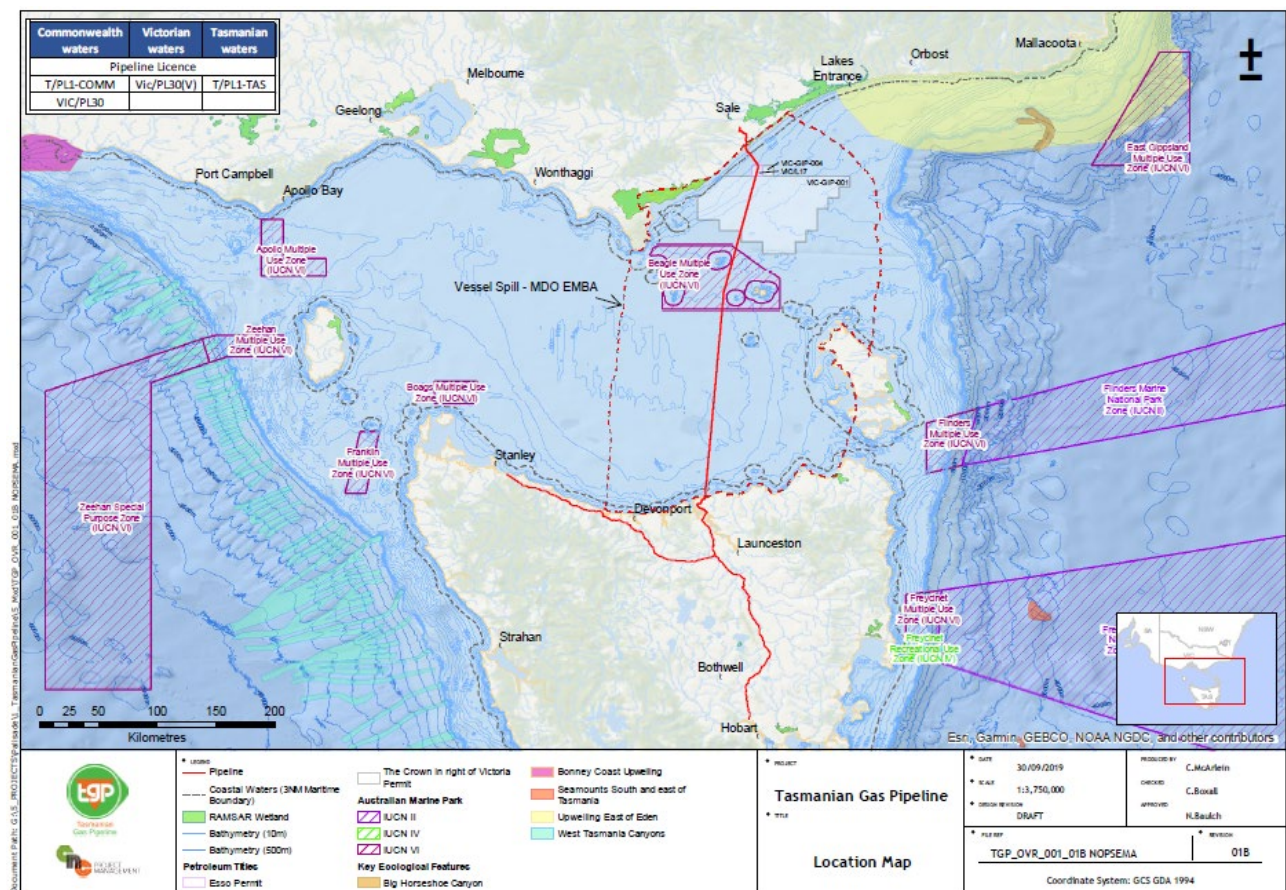 Commonwealth waters
Victorian waters
Tasmanian waters
Pipeline Licence
T/PL1-COMM
Vic/PL30(V)
T/PL1-TAS
VIC/PL30
±
Mallacoota
Orbost
Lakes
Entrance
Melbourne
Sale
Geelong
Wonthaggi
Port Campbell
Apollo Bay
VIC-GIP-004
VIC/L17
VIC-GIP-001
East Gippsland
Multiple Use
Zone (IUCN VI)
Apollo Multiple
Use Zone
(IUCN VI)
Beagle Multiple
Use Zone
(IUCN VI)
Vessel Spill - MDO EMBA
Zeehan
Multiple Use
Zone (IUCN VI)
Boags Multiple Use
Zone (IUCN VI)
Flinders Marine
National Park
Zone (IUCN II)
Flinders
Multiple Use
Zone (IUCN VI)
Franklin
Multiple Use
Zone (IUCN VI)
Stanley
Devonport
Launceston
Zeehan Special
Purpose Zone
(IUCN VI)
Freycinet
Multiple Use
Zone (IUCN VI)
Freycinet
Recreational Use
Zone (IUCN IV)
Strahan
Bothwell
Hobart
SA
NSW
VIC
TAS
0 50 100 150 200
Kilometres
Esri, Garmin, GEBCO, NOAA NGDC, and other contributors
tgp
Tasmanian
Gas Pipeline
PROJECT
MANAGEMENT
LEGEND
Pipeline
Coastal Waters (3NM Maritime
Boundary)
RAMSAR Wetland
Bathymetry (10m)
Bathymetry (500m)
Petroleum Titles
Esso Permit
The Crown in right of Victoria
Permit
Australian Marine Park
IUCN II
IUCN IV
IUCN VI
Key Ecological Features
Big Horseshoe Canyon
Bonney Coast Upweling
Seamounts South and east of
Tasmania
Upweling East of Eden
West Tasmania Canyons
PROJECT
Tasmanian Gas Pipeline
TITLE
Location Map
DATE
30/09/2019
SCALE
1:3,750,000
DESIGN REVISION
DRAFT
PRODUCED BY
C.McArlein
CHECKED
C.Boxall
APPROVED
N.Baulch
FILE REF
TGP_OVR_001_01B NOPSEMA
REVISION
01B
Coordinate System: GCS GDA 1994